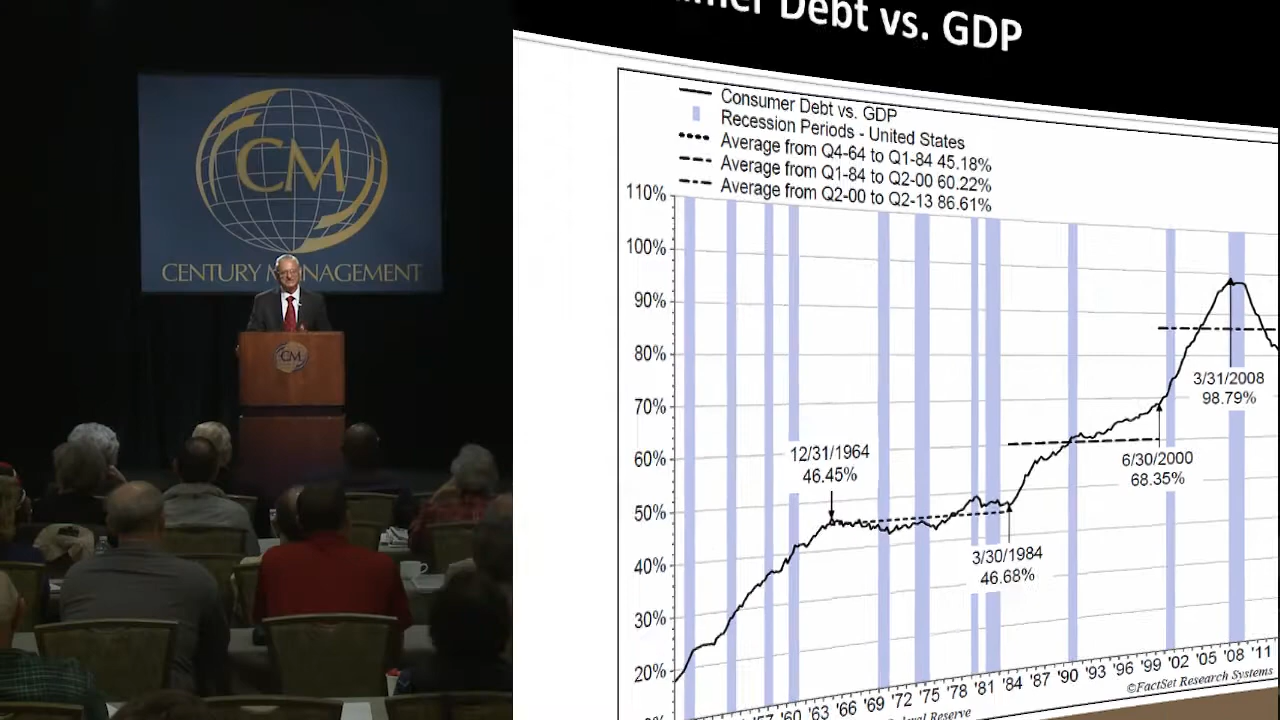 Debt vs. GDP
Consumer Debt vs. GDP
Recession Periods - United States
Average from Q4-64 to Q1-84 45.18%
Average from Q1-84 to Q2-00 60.22%
Average from Q2-00 to Q2-13 86.61%
110%
100%
90%
80%
70%
60%
50%
40%
30%
20%
12/31/1964
46.45%
3/30/1984
46.68%
6/30/2000
68.35%
3/31/2008
98.79%
'60 '63 '66 '69 '72 '75 '78 '81 '84 '87 '90 '93 '96 '99 '02 '05 '08 '11
©FactSet Research Systems
Reserve
CM
CENTURY MANAGEMENT
CM